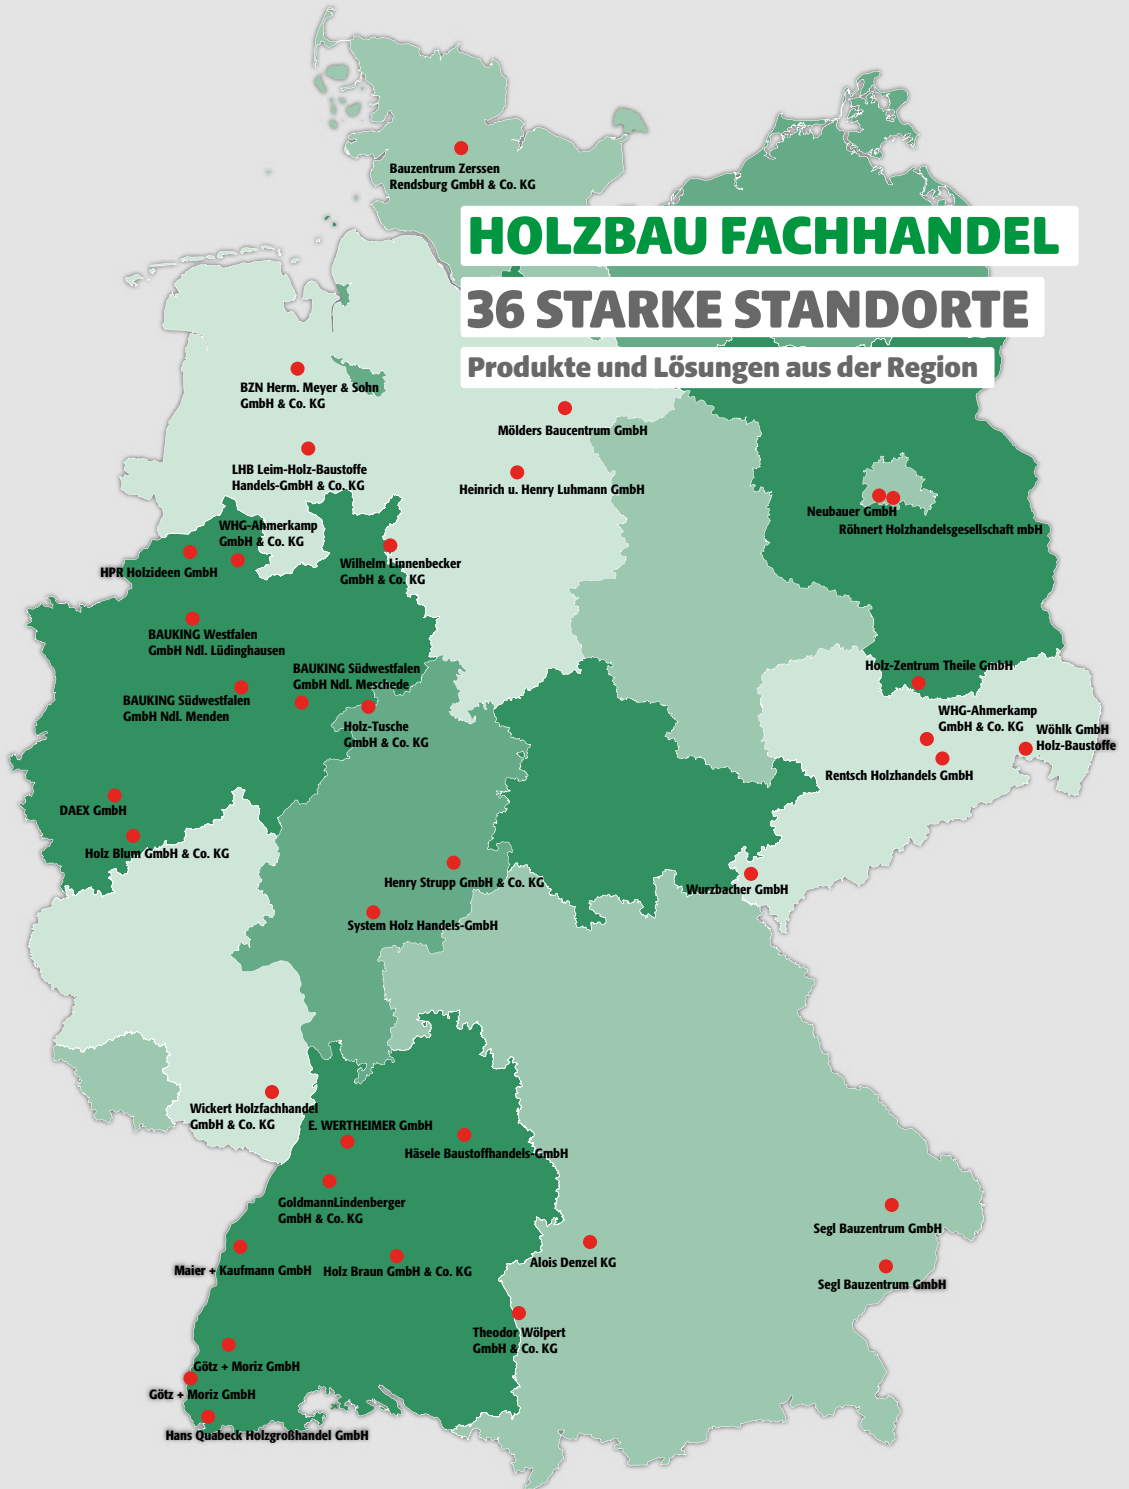 Bauzentrum Zerssen
Rendsburg GmbH & Co. KG
HOLZBAU FACHHANDEL
36 STARKE STANDORTE
Produkte und Lösungen aus der Region
BZN Herm. Meyer & Sohn
GmbH & Co. KG
Mölders Baucentrum GmbH
LHB Leim-Holz-Baustoffe
Handels-GmbH & Co. KG
Heinrich u. Henry Luhmann GmbH
Neubauer GmbH
Röhnert Holzhandelsgesellschaft mbH
WHG-Ahmerkamp
GmbH & Co. KG
HPR Holzideen GmbH
Wilhelm Linnenbecker
GmbH & Co. KG
BAUKING Westfalen
GmbH Ndl. Lüdinghausen
BAUKING Südwestfalen
GmbH Ndl. Meschede
BAUKING Südwestfalen
GmbH Ndl. Menden
Holz-Tusche
GmbH & Co. KG
Holz-Zentrum Theile GmbH
WHG-Ahmerkamp
GmbH & Co. KG
Wöhlk GmbH
Holz-Baustoffe
Rentsch Holzhandels GmbH
DAEX GmbH
Holz Blum GmbH & Co. KG
Henry Strupp GmbH & Co. KG
Wurzbacher GmbH
System Holz Handels-GmbH
Wickert Holzfachhandel
GmbH & Co. KG
E. WERTHEIMER GmbH
Häsele Baustoffhandels-GmbH
GoldmannLindenberger
GmbH & Co. KG
Segl Bauzentrum GmbH
Alois Denzel KG
Maier + Kaufmann GmbH
Holz Braun GmbH & Co. KG
Segl Bauzentrum GmbH
Theodor Wölpert
GmbH & Co. KG
Götz + Moriz GmbH
Götz + Moriz GmbH
Hans Quabeck Holzgroßhandel GmbH